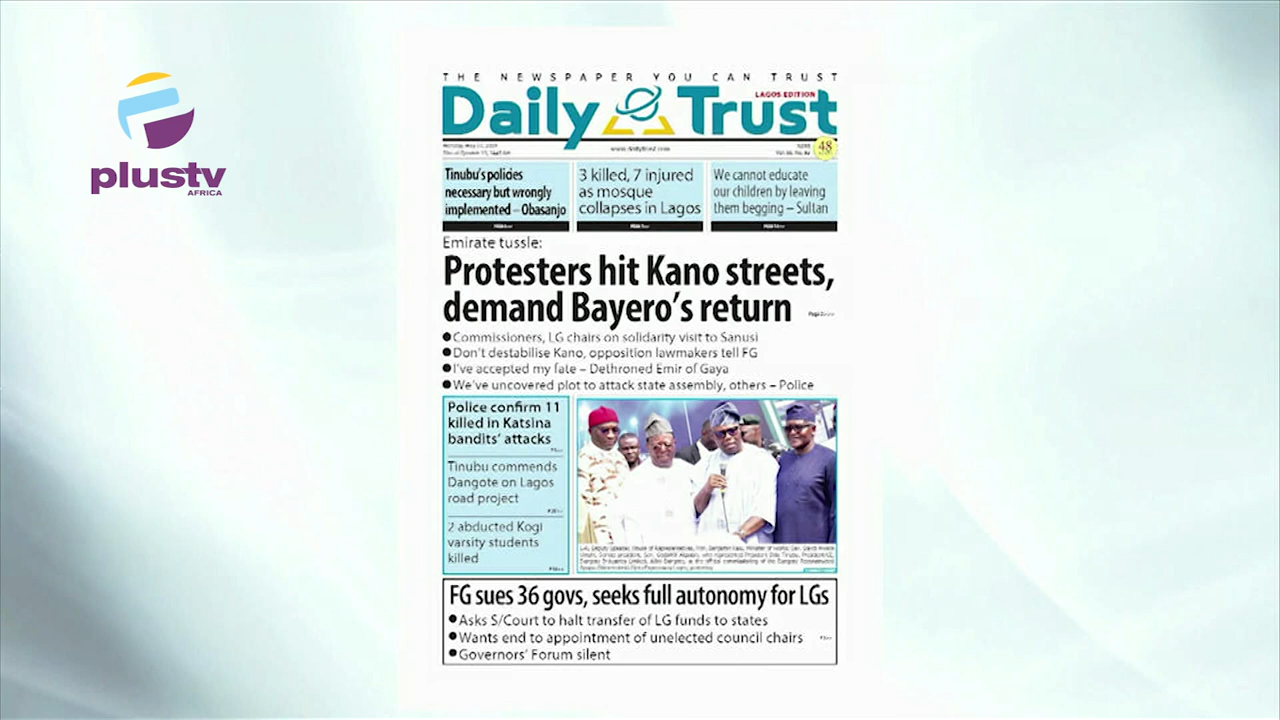 plustv
AFRICA
THE NEWSPAPER YOU CAN TRUST
LAGOS EDITION
Daily Trust
48
Tinubu's policies
necessary but wrongly
implemented – Obasanjo
3 killed, 7 injured
as mosque
collapses in Lagos
We cannot educate
our children by leaving
them begging – Sultan
Emirate tussle:
Protesters hit Kano streets,
demand Bayero's return
●Commissioners, LG chairs on solidarity visit to Sanusi
●Don't destabilise Kano, opposition lawmakers tell FG
●I've accepted my fate – Dethroned Emir of Gaya
●We've uncovered plot to attack state assembly, others – Police
Police confirm 11
killed in Katsina
bandits' attacks
Tinubu commends
Dangote on Lagos
road project
2 abducted Kogi
varsity students
killed
FG sues 36 govs, seeks full autonomy for LGs
●Asks S/Court to halt transfer of LG funds to states
●Wants end to appointment of unelected council chairs
●Governors' Forum silent